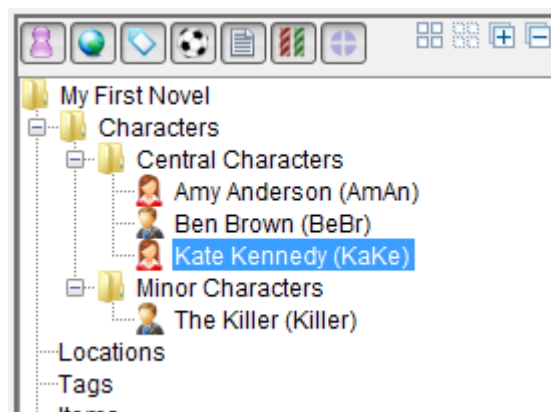 My First Novel
Characters
Central Characters
Amy Anderson (AmAn)
Ben Brown (BeBr)
Kate Kennedy (KaKe)
Minor Characters
The Killer (Killer)
Locations
Tags